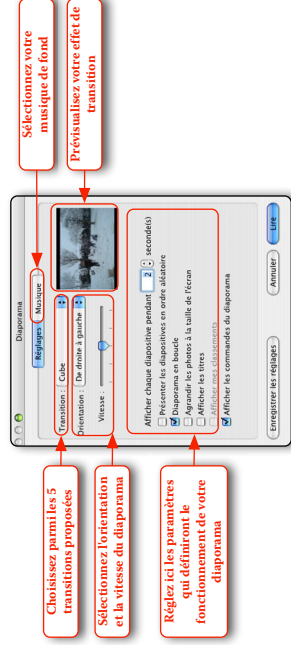 Sélectionnez votre
musique de fond
Prévisualisez votre effet de
transition
Choisissez parmi les 5
transitions proposées
Sélectionnez l'orientation
et la vitesse du diaporama
Réglez ici les paramètres
qui définiront le
fonctionnement de votre
diaporama
Diaporama
Réglages
Musique
Transition : Cube
Orientation : De droite à gauche
Vitesse :
Afficher chaque diapositive pendant 2 seconde(s)
Présenter les diapositives en ordre aléatoire
Diaporama en boucle
Agrandir les photos à la taille de l'écran
Afficher les titres
Afficher mes classements
Afficher les commandes du diaporama
Enregistrer les réglages
Annuler
Lire